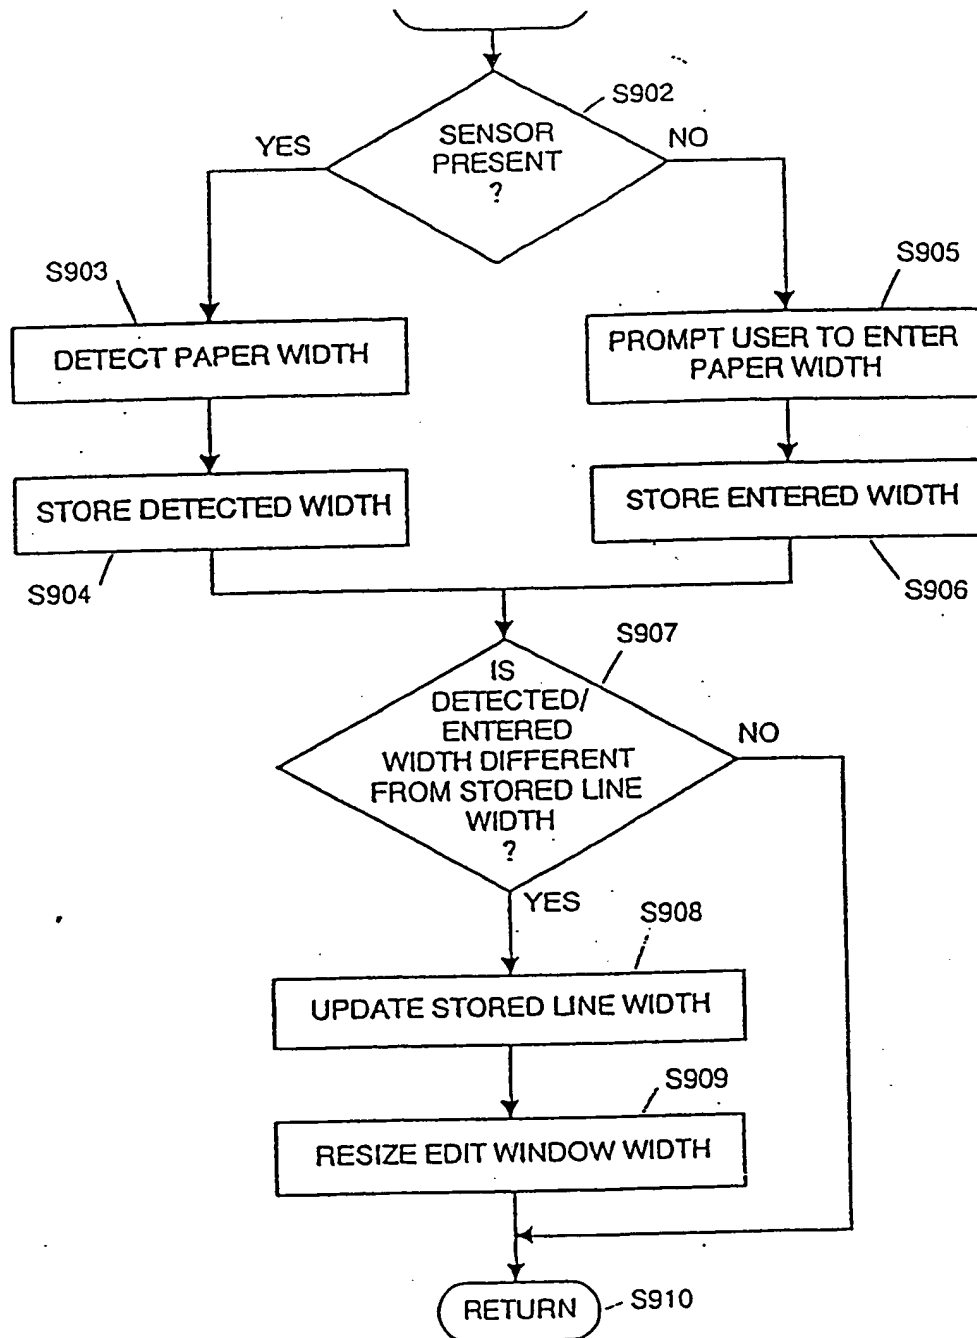 S902
YES
SENSOR
PRESENT
?
NO
S903
S905
DETECT PAPER WIDTH
PROMPT USER TO ENTER
PAPER WIDTH
STORE DETECTED WIDTH
STORE ENTERED WIDTH
S904
S906
S907
IS
DETECTED/
ENTERED
WIDTH DIFFERENT
FROM STORED LINE
WIDTH
?
NO
YES
S908
UPDATE STORED LINE WIDTH
S909
RESIZE EDIT WINDOW WIDTH
RETURN
S910